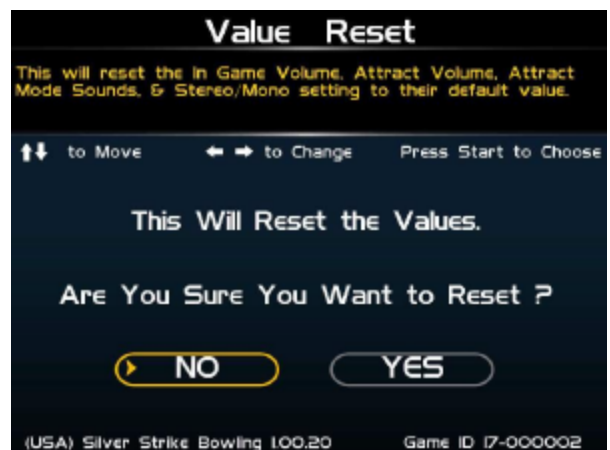 Value Reset
This will reset the In Game Volume, Attract Volume, Attract
Mode Sounds, & Stereo/Mono setting to their default value.
to Move to Change Press Start to Choose
This Will Reset the Values.
Are You Sure You Want to Reset ?
NO YES
(USA) Silver Strike Bowling 1.00.20 Game ID 17-000002